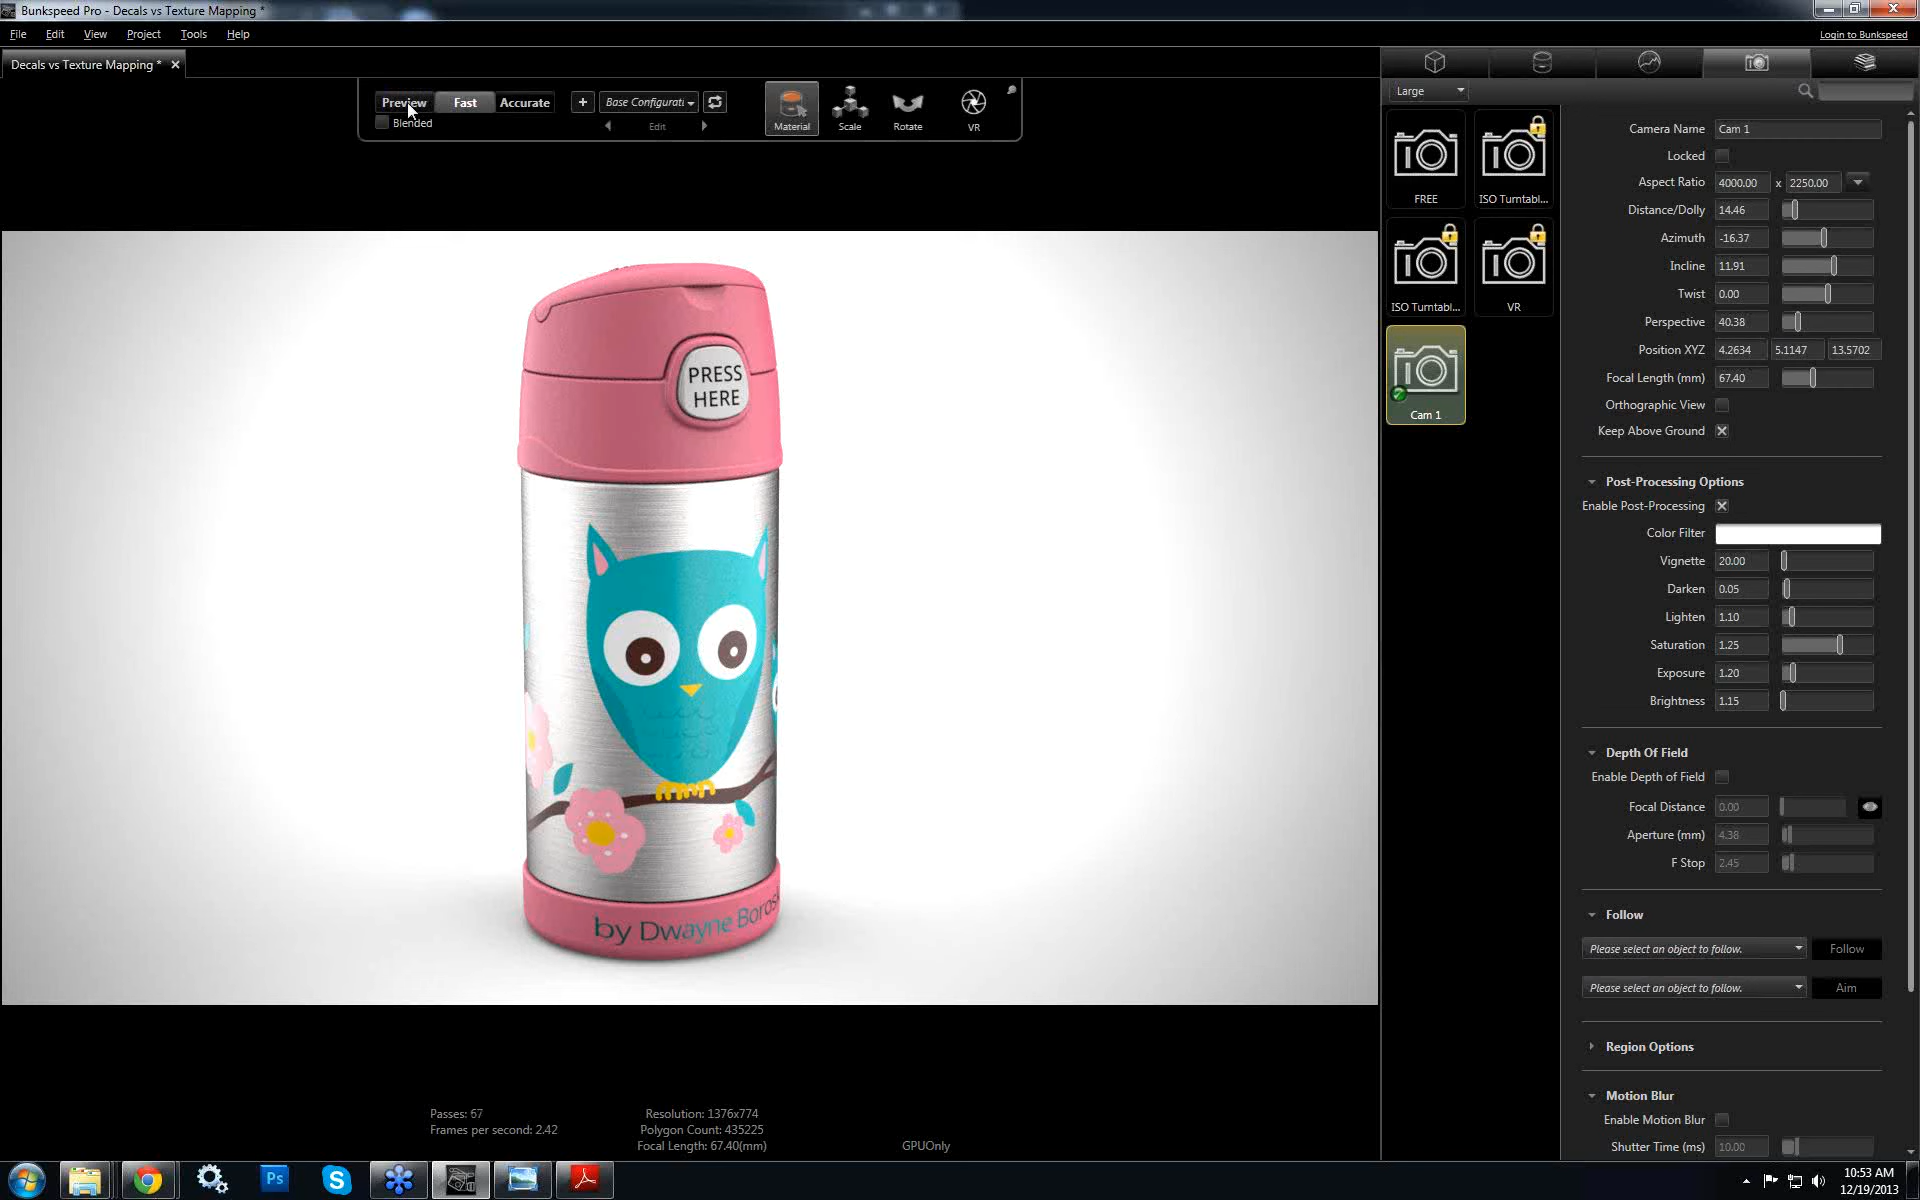 Bunkspeed Pro - Decals vs Texture Mapping *
File Edit View Project Tools Help
Login to Bunkspeed
Decals vs Texture Mapping *
Preview Fast Accurate
Blended
Base Configurati
Edit
Material Scale Rotate VR
Large
FREE
ISO Turntabl...
ISO Turntabl...
VR
Cam 1
Camera Name Cam 1
Locked
Aspect Ratio 4000.00 x 2250.00
Distance/Dolly 14.46
Azimuth -16.37
Incline 11.91
Twist 0.00
Perspective 40.38
Position XYZ 4.2634 5.1147 13.5702
Focal Length (mm) 67.40
Orthographic View
Keep Above Ground
Post-Processing Options
Enable Post-Processing
Color Filter
Vignette 20.00
Darken 0.05
Lighten 1.10
Saturation 1.25
Exposure 1.20
Brightness 1.15
Depth Of Field
Enable Depth of Field
Focal Distance 0.00
Aperture (mm) 4.38
F Stop 2.45
Follow
Please select an object to follow. Follow
Please select an object to follow. Aim
Region Options
Motion Blur
Enable Motion Blur
Shutter Time (ms) 10.00
PRESS
HERE
by Dwayne Borosk
Passes: 67
Frames per second: 2.42
Resolution: 1376x774
Polygon Count: 435225
Focal Length: 67.40(mm)
GPUOnly
Ps
10:53 AM
12/19/2013